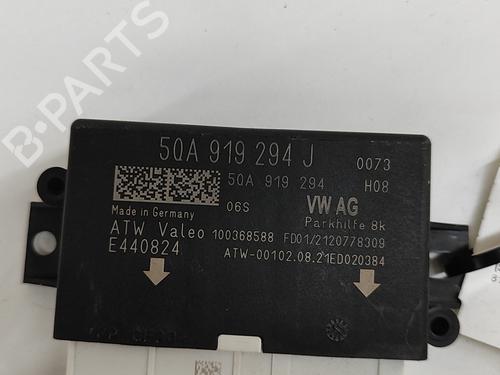 B-PARTS
5QA 919 294 J 0073
5QA 919 294 H08
06S VW AG
Made in Germany Parkhilfe 8k
ATW Valeo 100368588 FD01/2120778309
E440824 ATW-00102.08.21ED020384